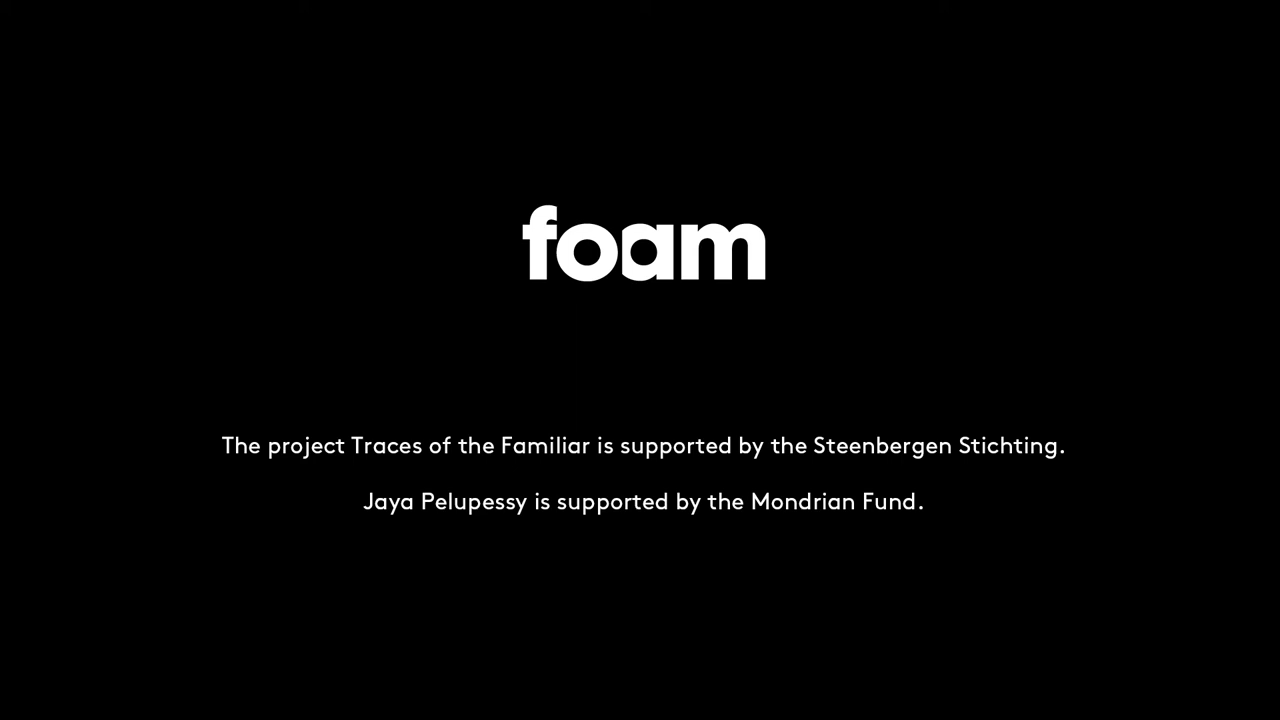 foam
The project Traces of the Familiar is supported by the Steenbergen Stichting.
Jaya Pelupessy is supported by the Mondrian Fund.